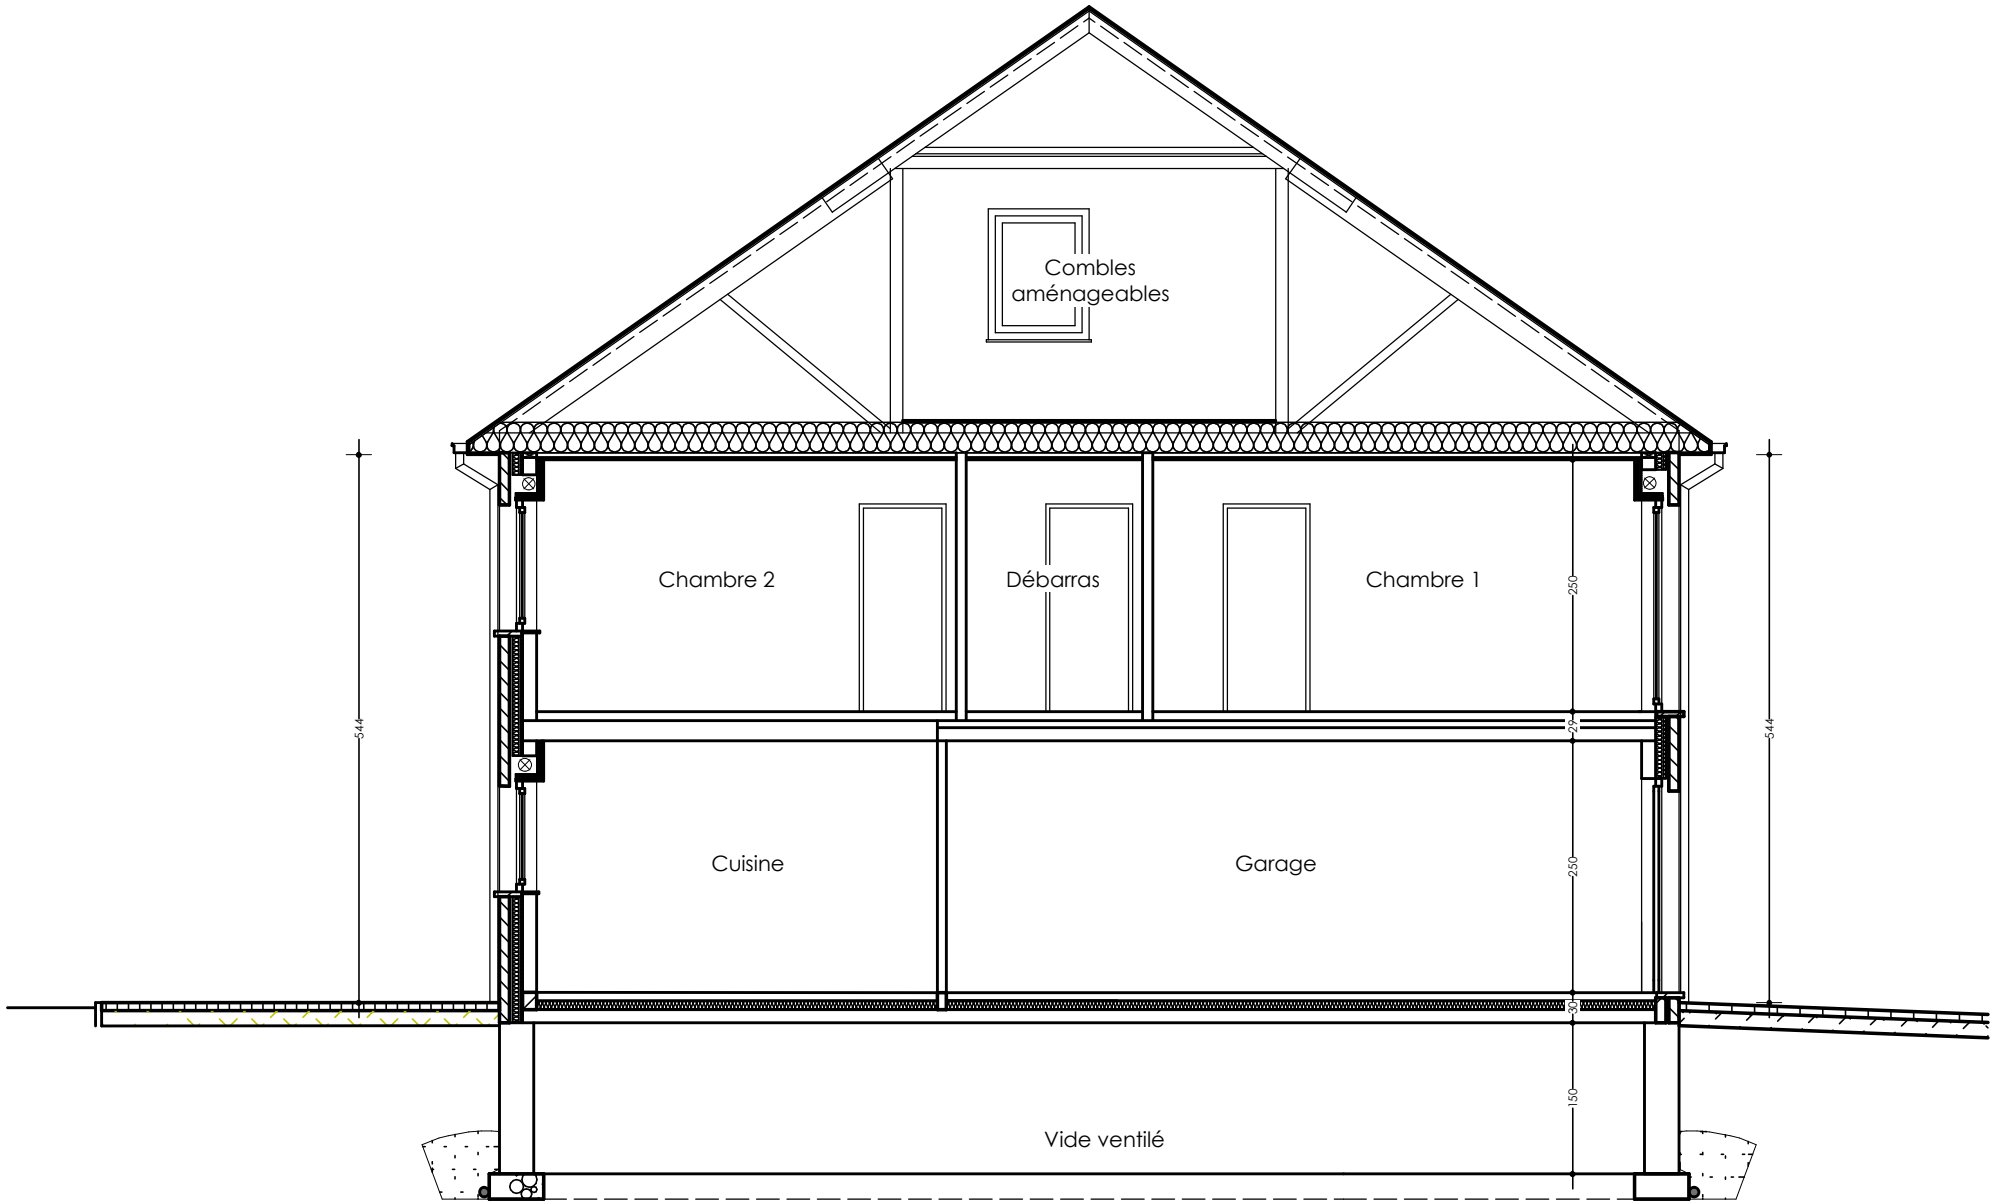 Combles
aménageables
Chambre 2
Débarras
Chambre 1
250
29
544
544
Cuisine
Garage
250
30
150
Vide ventilé